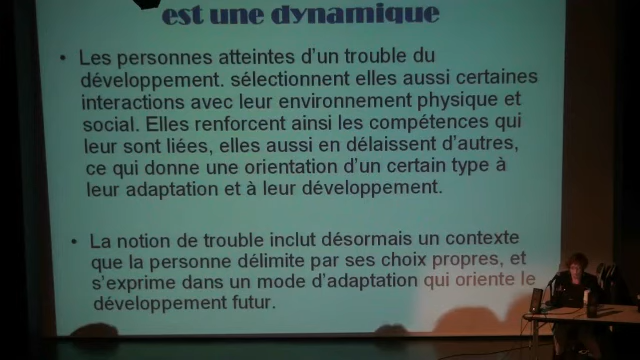 est une dynamique
• Les personnes atteintes d'un trouble du
développement. sélectionnent elles aussi certaines
interactions avec leur environnement physique et
social. Elles renforcent ainsi les compétences qui
leur sont liées, elles aussi en délaissent d'autres,
ce qui donne une orientation d'un certain type à
leur adaptation et à leur développement.
• La notion de trouble inclut désormais un contexte
que la personne délimite par ses choix propres, et
s'exprime dans un mode d'adaptation qui oriente le
développement futur.